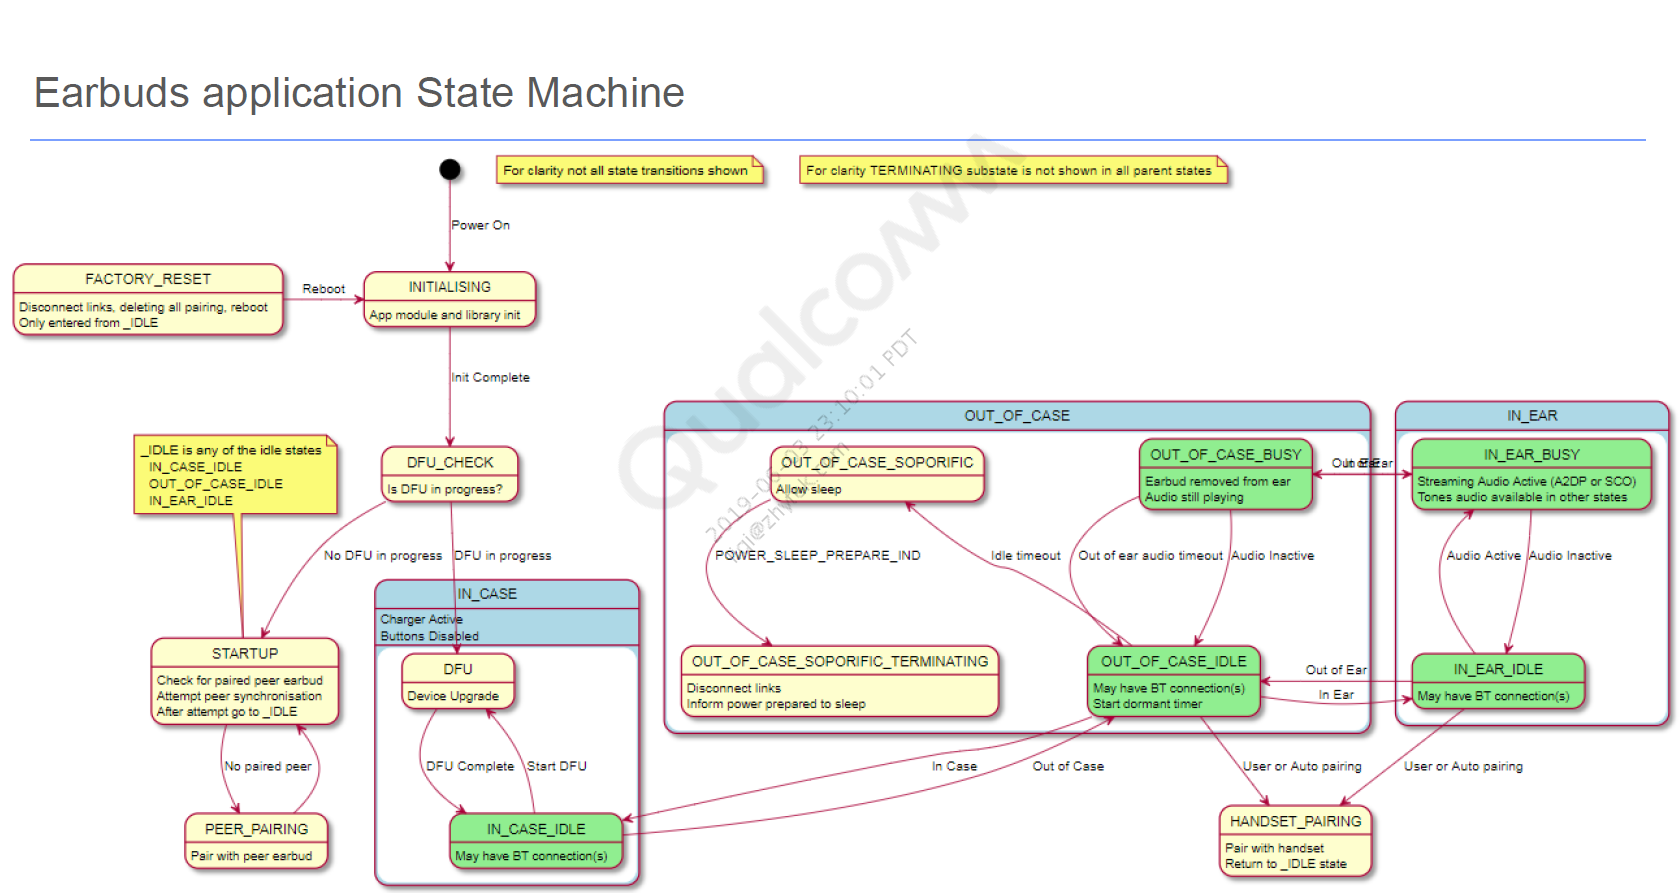 Earbuds application State Machine
For clarity not all state transitions shown
For clarity TERMINATING substate is not shown in all parent states
Power On
FACTORY_RESET
Disconnect links, deleting all pairing, reboot
Only entered from _IDLE
Reboot
INITIALISING
App module and library init
Init Complete
Qualcomm
2019-09-03 23:10:01 PDT
_IDLE is any of the idle states
IN_CASE_IDLE
OUT_OF_CASE_IDLE
IN_EAR_IDLE
DFU_CHECK
Is DFU in progress?
No DFU in progress
DFU in progress
OUT_OF_CASE
OUT_OF_CASE_SOPORIFIC
Allow sleep
OUT_OF_CASE_BUSY
Earbud removed from ear
Audio still playing
IN_EAR
IN_EAR_BUSY
Streaming Audio Active (A2DP or SCO)
Tones audio available in other states
POWER_SLEEP_PREPARE_IND
Idle timeout
Out of ear audio timeout
Audio Inactive
Audio Active
Audio Inactive
IN_CASE
Charger Active
Buttons Disabled
STARTUP
Check for paired peer earbud
Attempt peer synchronisation
After attempt go to _IDLE
DFU
Device Upgrade
OUT_OF_CASE_SOPORIFIC_TERMINATING
Disconnect links
Inform power prepared to sleep
OUT_OF_CASE_IDLE
May have BT connection(s)
Start dormant timer
Out of Ear
In Ear
IN_EAR_IDLE
May have BT connection(s)
No paired peer
DFU Complete
Start DFU
In Case
Out of Case
User or Auto pairing
User or Auto pairing
PEER_PAIRING
Pair with peer earbud
IN_CASE_IDLE
May have BT connection(s)
HANDSET_PAIRING
Pair with handset
Return to _IDLE state